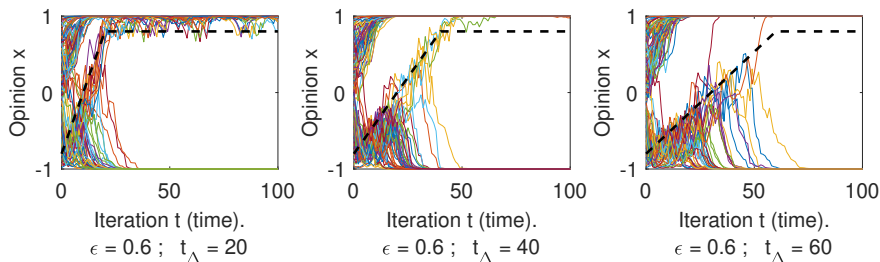 1 1 1
Opinion x Opinion x Opinion x
0 0 0
-1 -1 -1
0 50 100 0 50 100 0 50 100
Iteration t (time). Iteration t (time). Iteration t (time).
ϵ = 0.6 ; t_Λ = 20 ϵ = 0.6 ; t_Λ = 40 ϵ = 0.6 ; t_Λ = 60